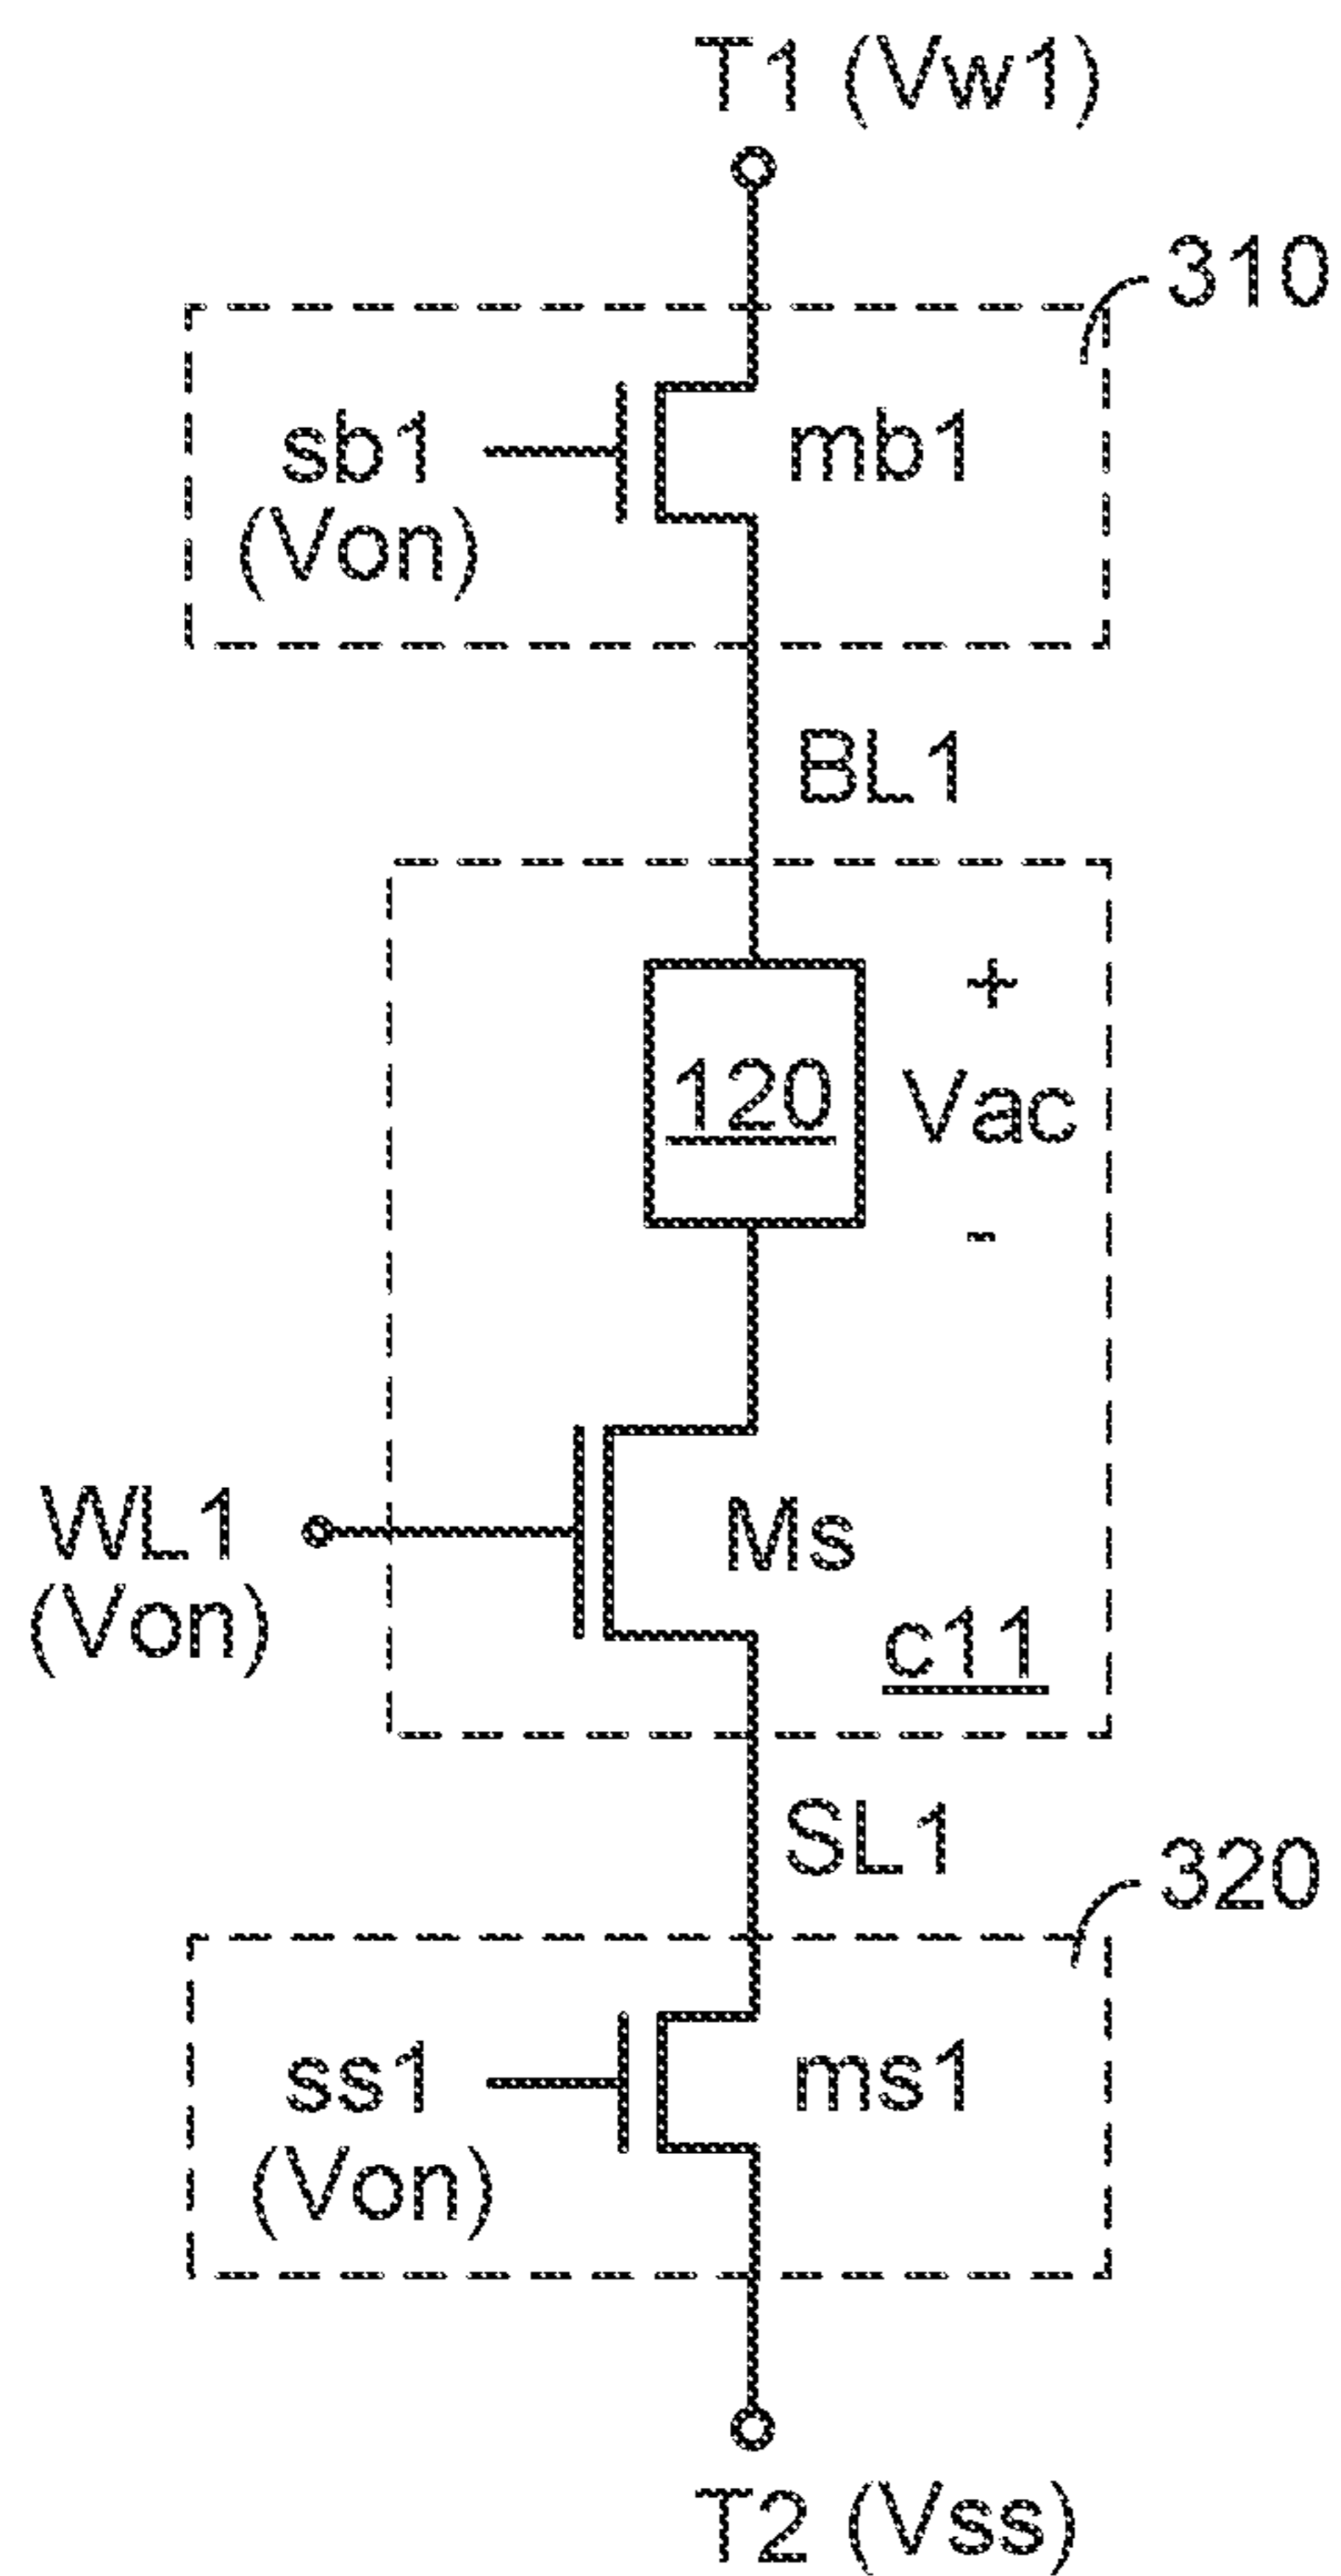 T1 (Vw1)
310
sb1
(Von)
mb1
BL1
+
120
Vac
-
WL1
(Von)
Ms
c11
SL1
320
ss1
(Von)
ms1
T2 (Vss)